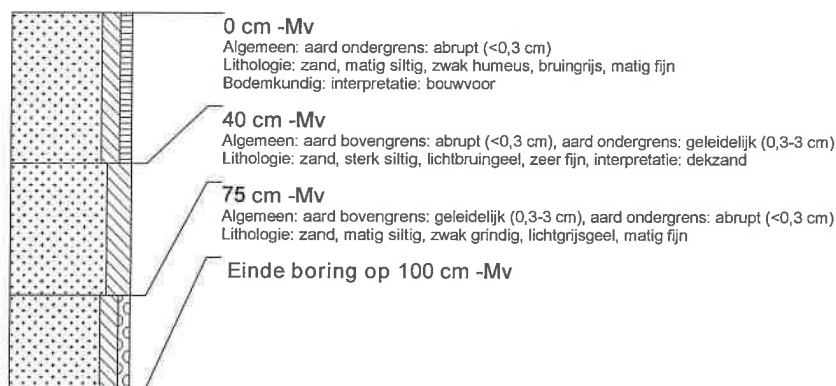 0 cm -Mv
Algemeen: aard ondergrens: abrupt (<0,3 cm)
Lithologie: zand, matig siltig, zwak humeus, bruingrijs, matig fijn
Bodemkundig: interpretatie: bouwvoor
40 cm -Mv
Algemeen: aard bovengrens: abrupt (<0,3 cm), aard ondergrens: geleidelijk (0,3-3 cm)
Lithologie: zand, sterk siltig, lichtbruingeel, zeer fijn, interpretatie: dekzand
75 cm -Mv
Algemeen: aard bovengrens: geleidelijk (0,3-3 cm), aard ondergrens: abrupt (<0,3 cm)
Lithologie: zand, matig siltig, zwak grindig, lichtgrijsgeel, matig fijn
Einde boring op 100 cm -Mv